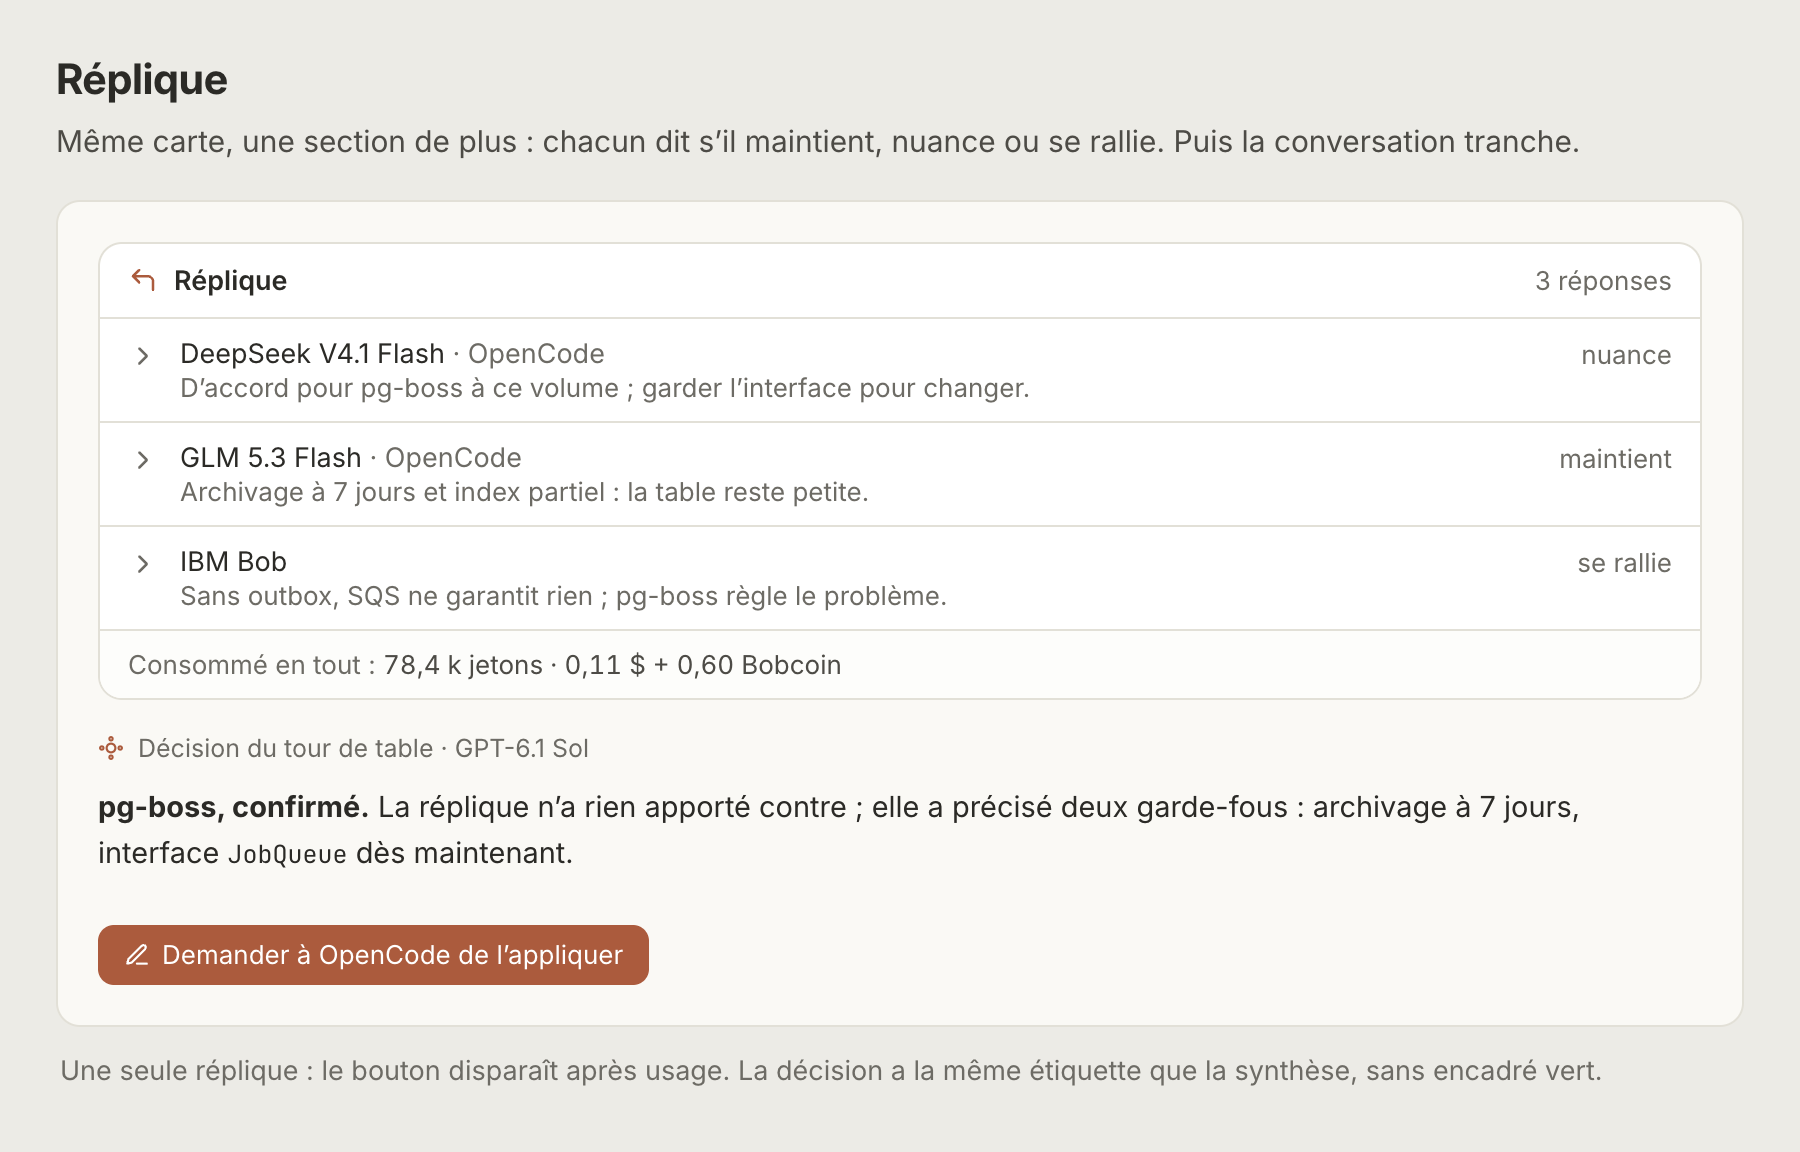 Réplique
Même carte, une section de plus : chacun dit s’il maintient, nuance ou se rallie. Puis la conversation tranche.
Réplique
3 réponses
DeepSeek V4.1 Flash · OpenCode
nuance
D’accord pour pg-boss à ce volume ; garder l’interface pour changer.
GLM 5.3 Flash · OpenCode
maintient
Archivage à 7 jours et index partiel : la table reste petite.
IBM Bob
se rallie
Sans outbox, SQS ne garantit rien ; pg-boss règle le problème.
Consommé en tout : 78,4 k jetons · 0,11 $ + 0,60 Bobcoin
Décision du tour de table · GPT-6.1 Sol
pg-boss, confirmé. La réplique n’a rien apporté contre ; elle a précisé deux garde-fous : archivage à 7 jours,
interface JobQueue dès maintenant.
Demander à OpenCode de l’appliquer
Une seule réplique : le bouton disparaît après usage. La décision a la même étiquette que la synthèse, sans encadré vert.